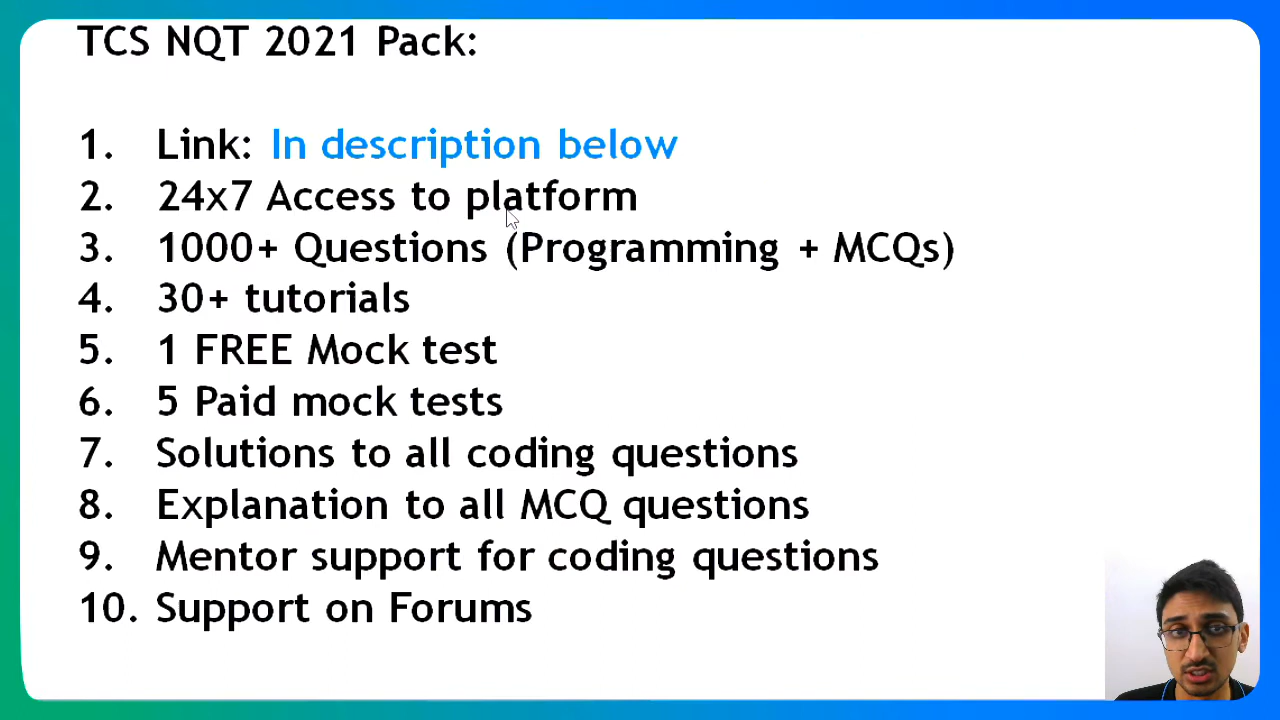 TCS NQT 2021 Pack:
1. Link: In description below
2. 24x7 Access to platform
3. 1000+ Questions (Programming + MCQs)
4. 30+ tutorials
5. 1 FREE Mock test
6. 5 Paid mock tests
7. Solutions to all coding questions
8. Explanation to all MCQ questions
9. Mentor support for coding questions
10. Support on Forums